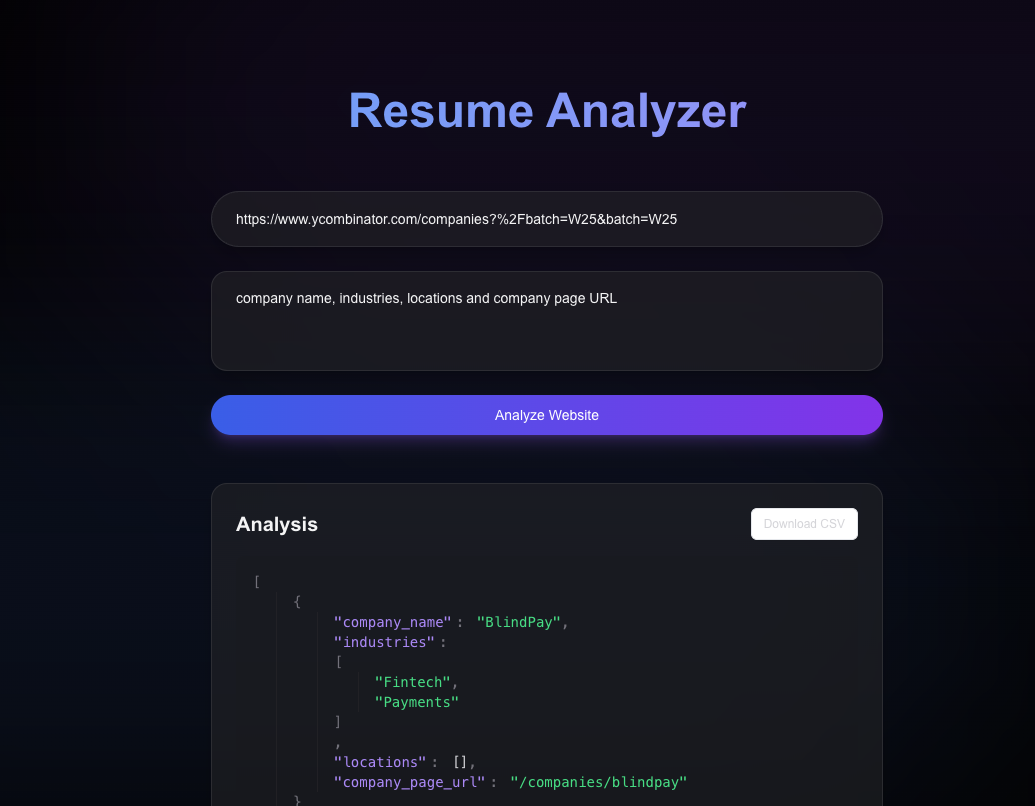 Resume Analyzer
https://www.ycombinator.com/companies?%2Fbatch=W25&batch=W25
company name, industries, locations and company page URL
Analyze Website
Analysis
Download CSV
[
{
"company_name" : "BlindPay",
"industries" :
[
"Fintech",
"Payments"
]
,
"locations" : [],
"company_page_url" : "/companies/blindpay"
}